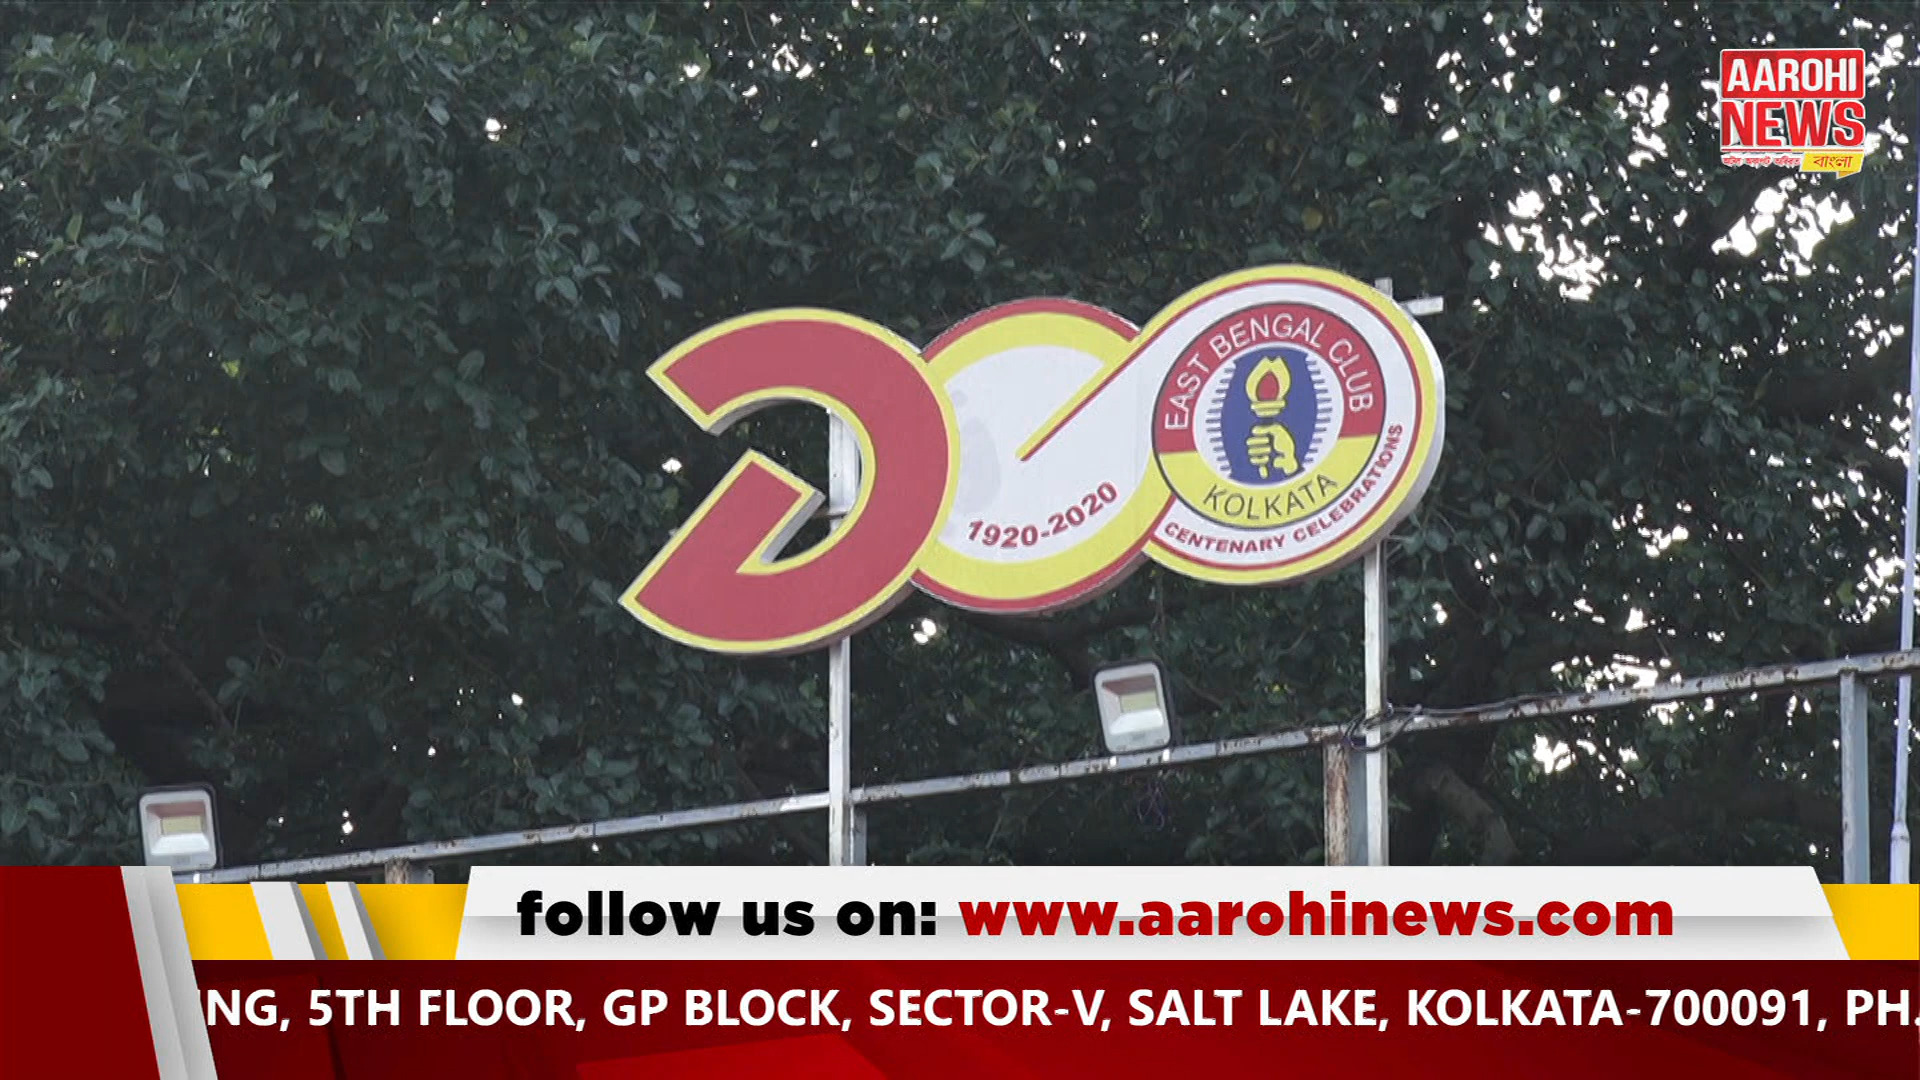 AAROHI
NEWS
বাংলা
EAST BENGAL CLUB
KOLKATA
1920-2020
CENTENARY CELEBRATIONS
follow us on: www.aarohinews.com
NG, 5TH FLOOR, GP BLOCK, SECTOR-V, SALT LAKE, KOLKATA-700091, PH.